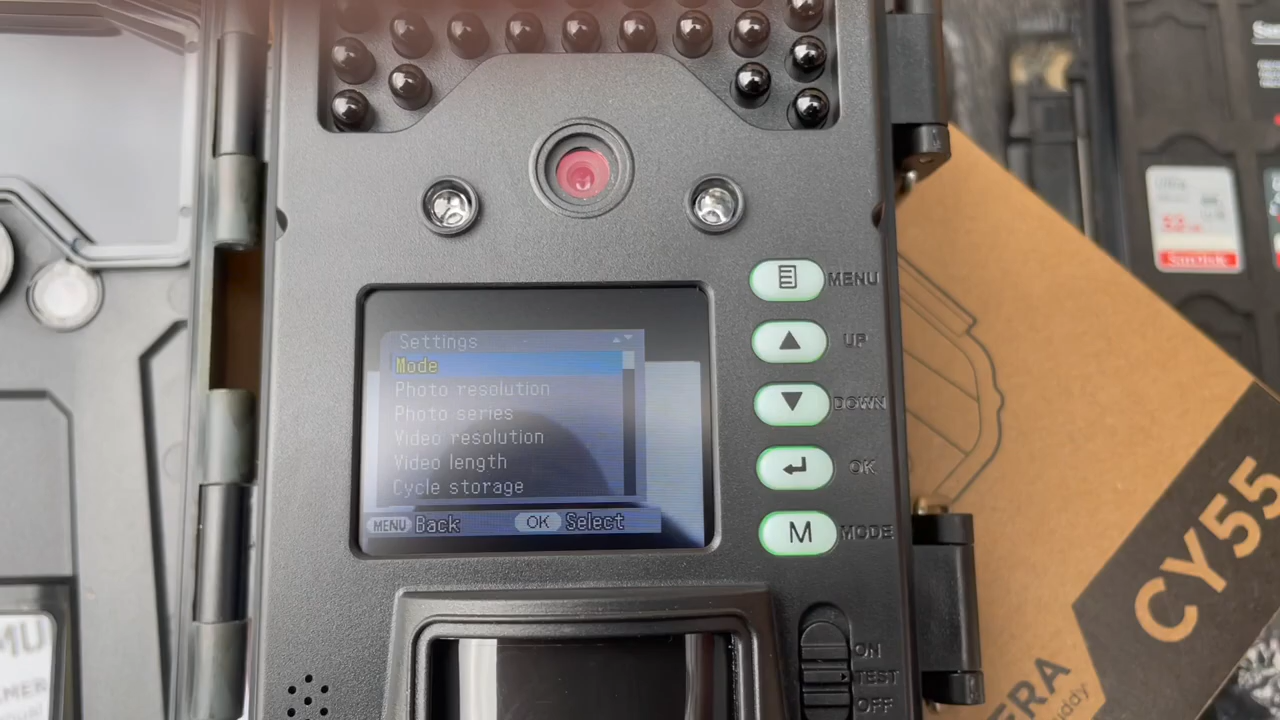 Settings
Mode
Photo resolution
Photo series
Video resolution
Video length
Cycle storage
MENU Back
OK Select
MENU
UP
DOWN
OK
M MODE
ON
TEST
OFF
SanDisk
CY55